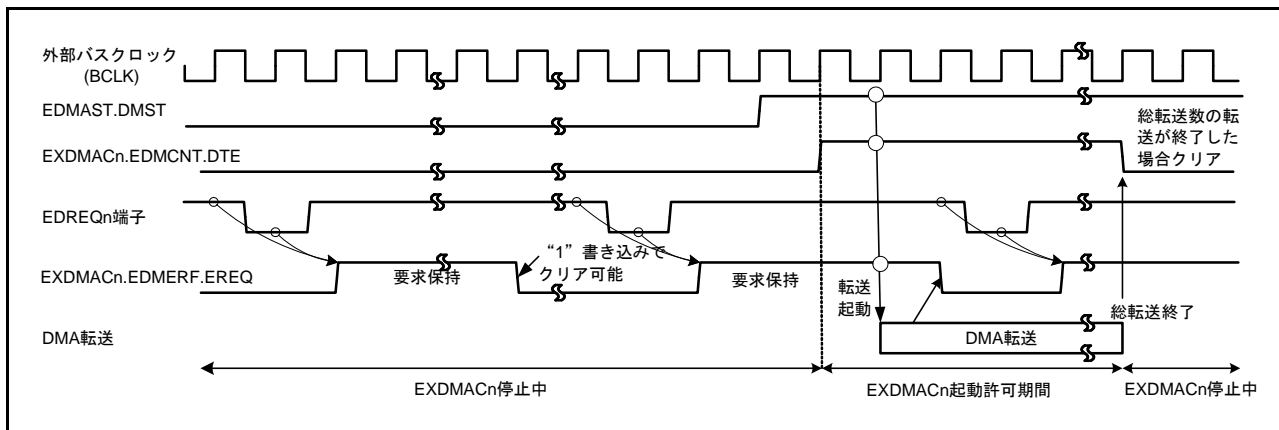 外部バスクロック
(BCLK)
EDMAST.DMST
EXDMACn.EDMCNT.DTE
総転送数の転
送が終了した
場合クリア
EDREQn端子
EXDMACn.EDMERF.EREQ
要求保持
“1”書き込みで
クリア可能
要求保持
転送
起動
総転送終了
DMA転送
DMA転送
EXDMACn停止中
EXDMACn起動許可期間
EXDMACn停止中